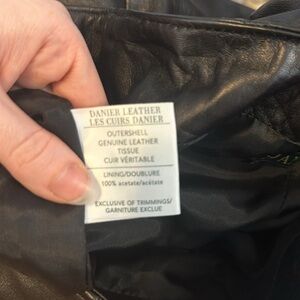 DANIER LEATHER
LES CUIRS DANIER
OUTERSHELL
GENUINE LEATHER
TISSUE
CUIR VÉRITABLE
LINING/DOUBLURE
100% acetate/acétate
EXCLUSIVE OF TRIMMINGS/
GARNITURE EXCLUE